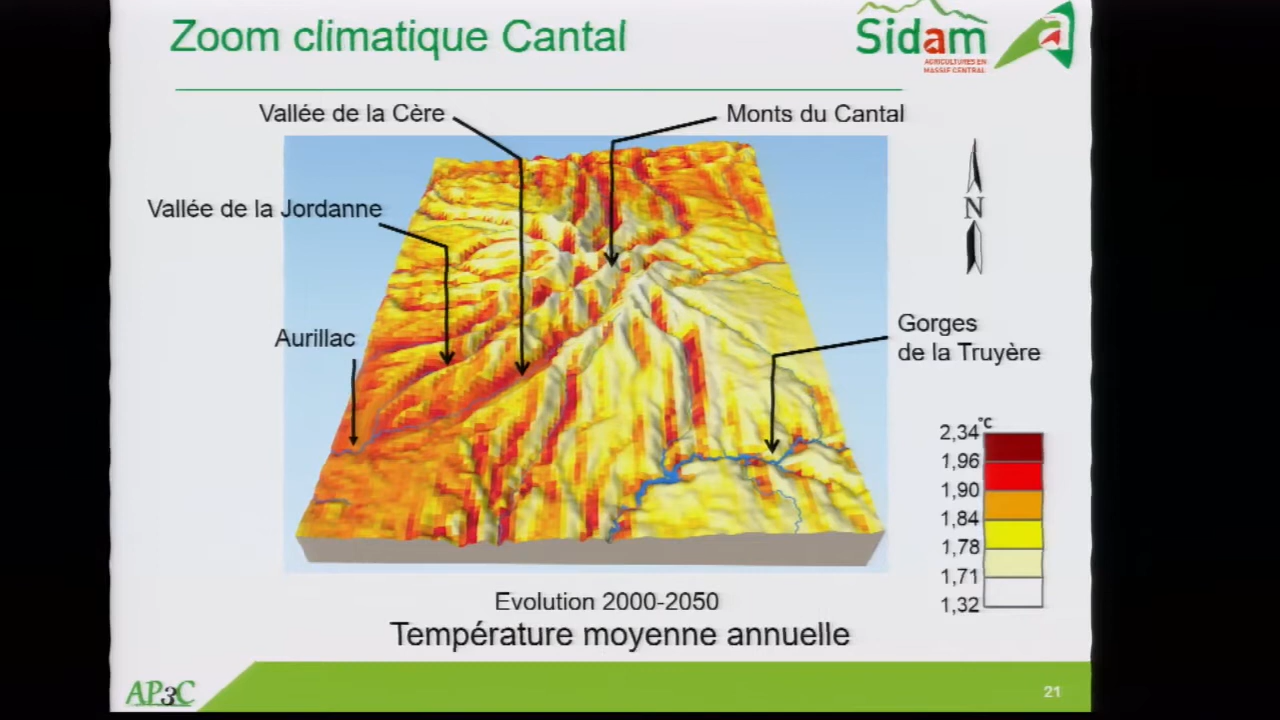 Zoom climatique Cantal
Sidam
AGRICULTURES EN
MASSIF CENTRAL
a
Vallée de la Cère
Monts du Cantal
Vallée de la Jordanne
N
Aurillac
Gorges
de la Truyère
°C
2,34
1,96
1,90
1,84
1,78
1,71
1,32
Evolution 2000-2050
Température moyenne annuelle
AP3C
21